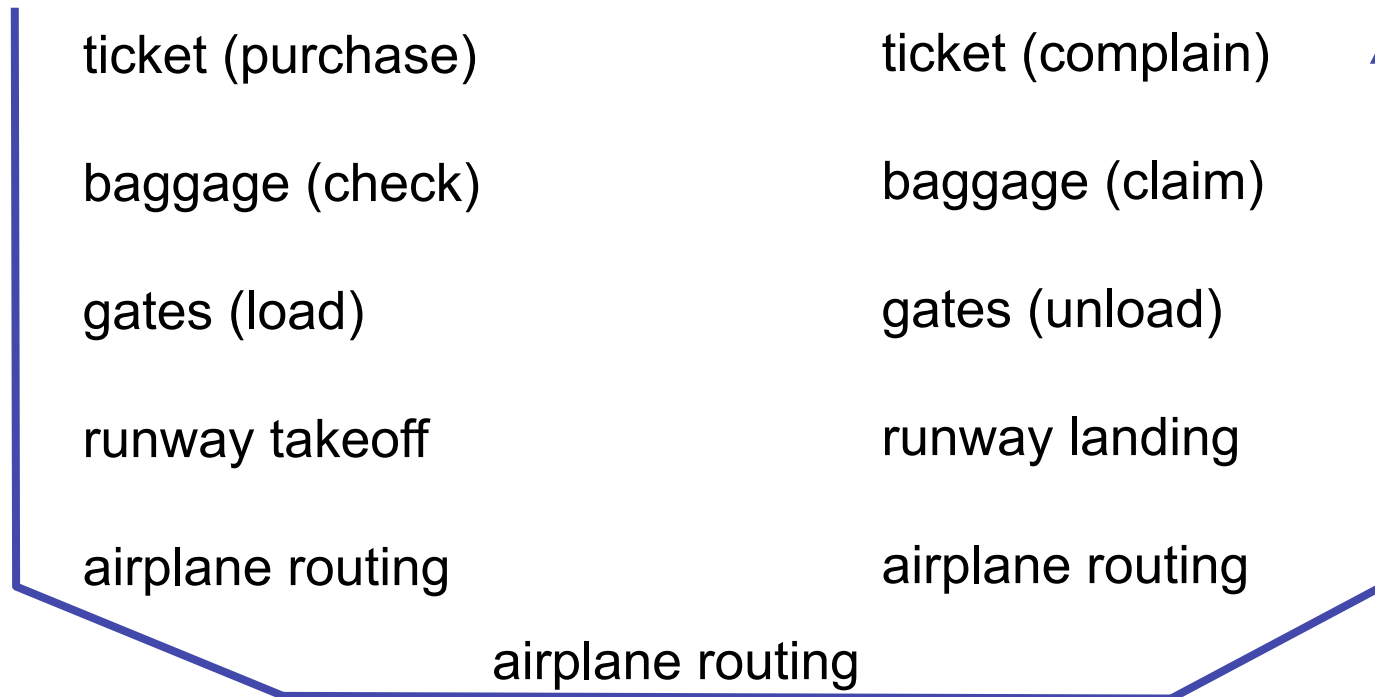 ticket (purchase)
baggage (check)
gates (load)
runway takeoff
airplane routing
ticket (complain)
baggage (claim)
gates (unload)
runway landing
airplane routing
airplane routing